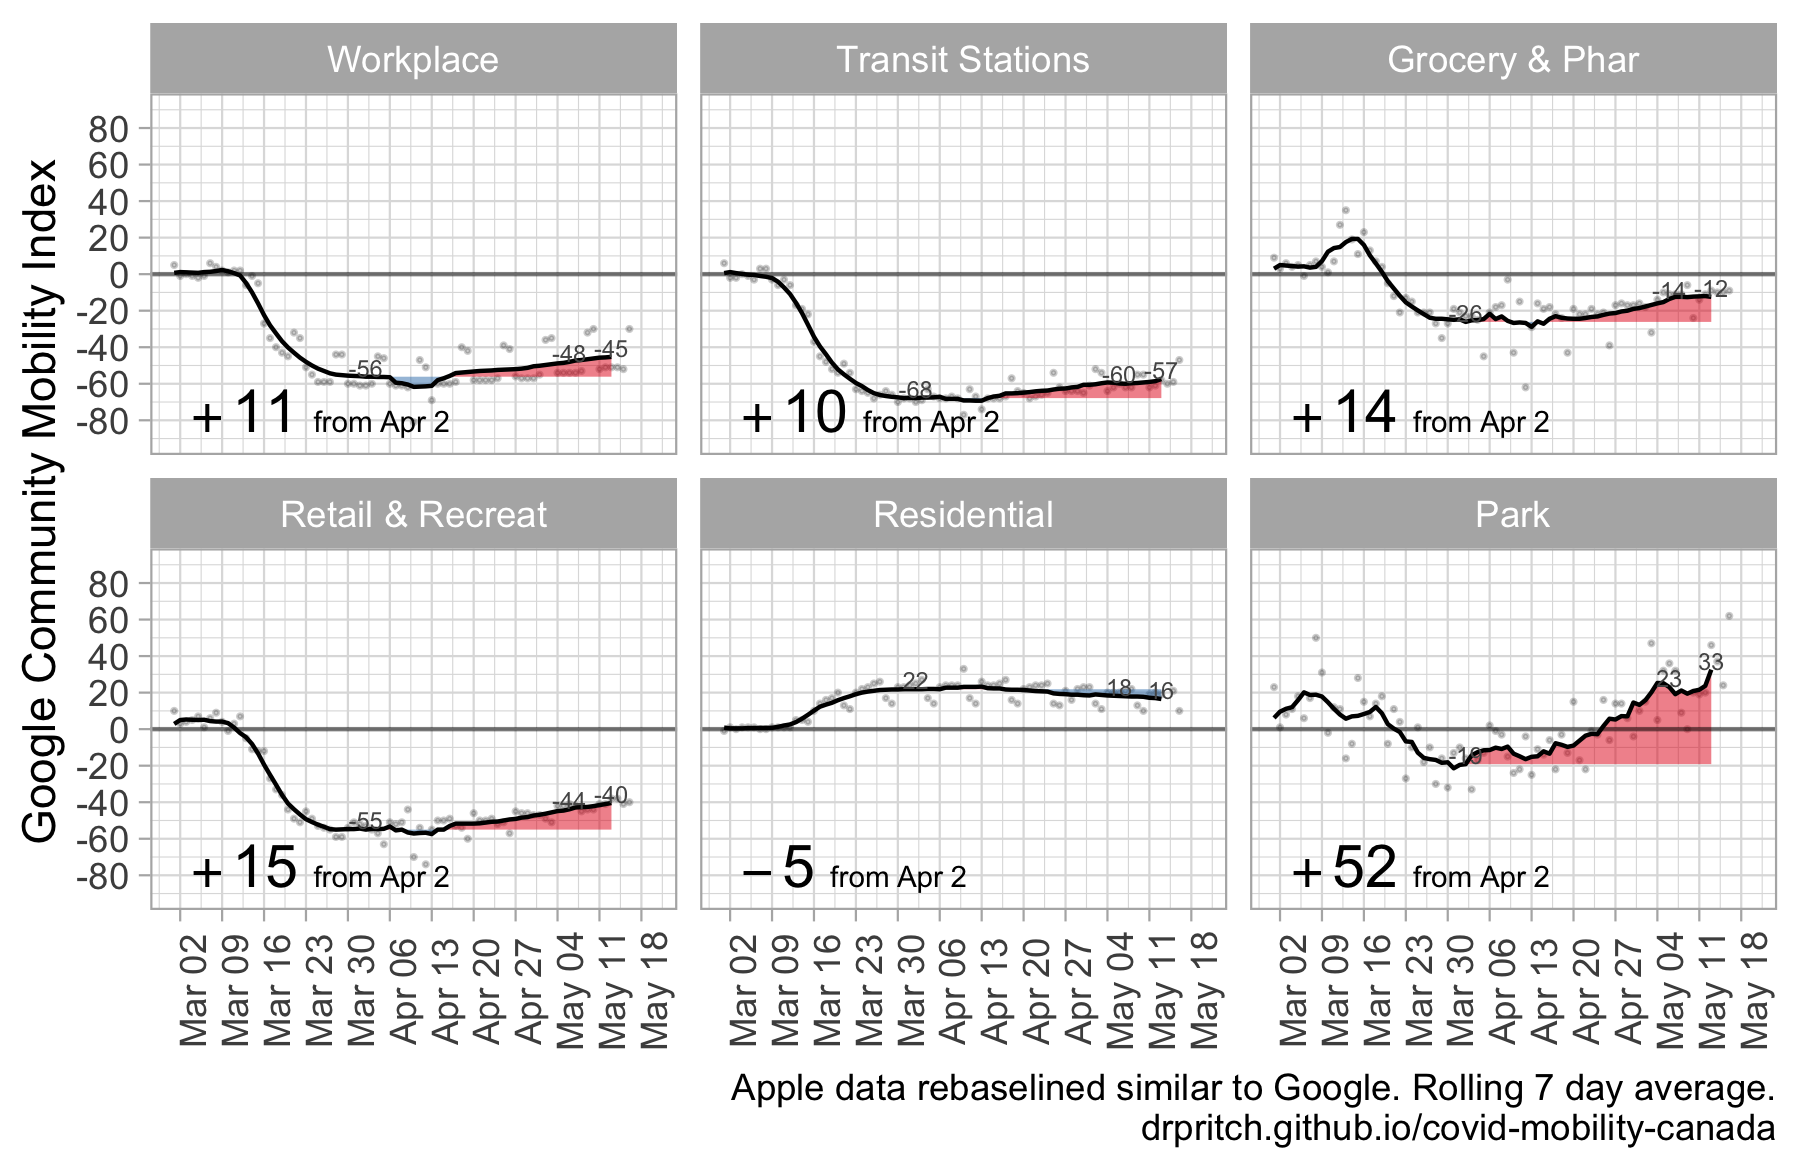 Google Community Mobility Index
Workplace
Transit Stations
Grocery & Phar
80
60
40
20
0
-20
-40
-60
-80
-56
-48
-45
+11 from Apr 2
-68
-60
-57
+10 from Apr 2
-26
-14
-12
+14 from Apr 2
Retail & Recreat
Residential
Park
80
60
40
20
0
-20
-40
-60
-80
-55
-44
-40
+15 from Apr 2
22
18
16
−5 from Apr 2
-19
23
33
+52 from Apr 2
Mar 02
Mar 09
Mar 16
Mar 23
Mar 30
Apr 06
Apr 13
Apr 20
Apr 27
May 04
May 11
May 18
Mar 02
Mar 09
Mar 16
Mar 23
Mar 30
Apr 06
Apr 13
Apr 20
Apr 27
May 04
May 11
May 18
Mar 02
Mar 09
Mar 16
Mar 23
Mar 30
Apr 06
Apr 13
Apr 20
Apr 27
May 04
May 11
May 18
Apple data rebaselined similar to Google. Rolling 7 day average.
drpritch.github.io/covid-mobility-canada